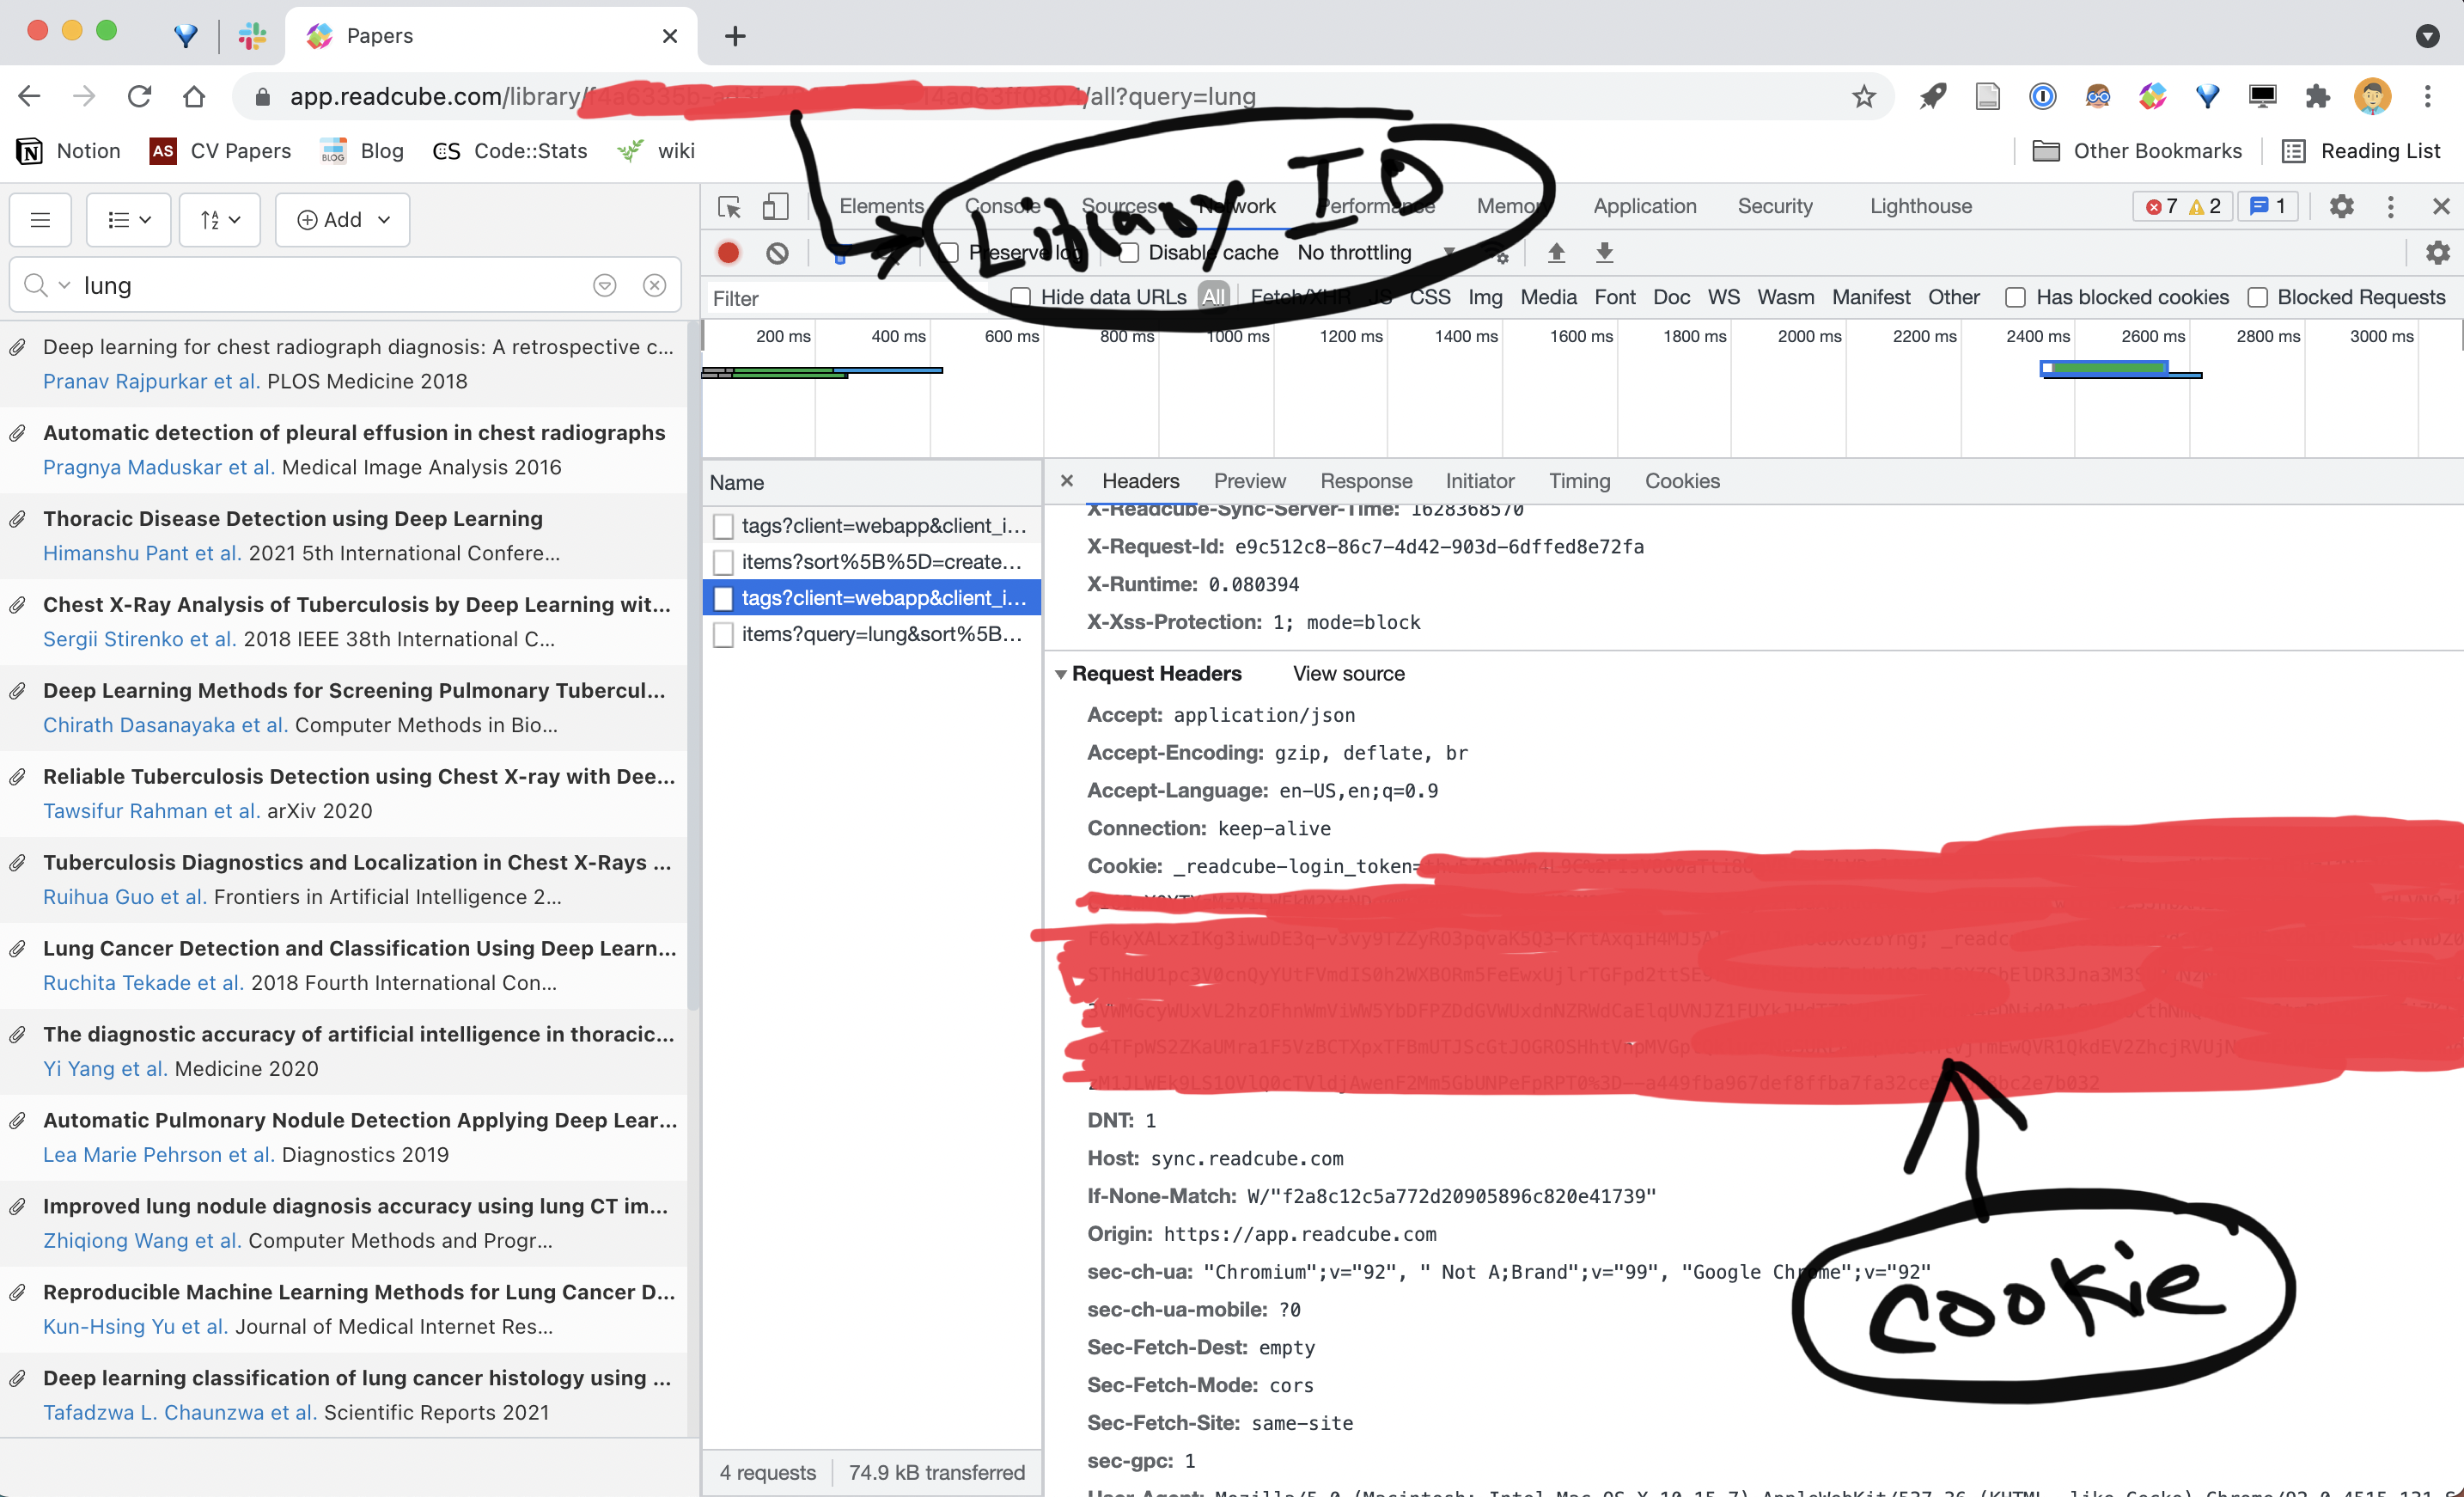 Papers
app.readcube.com/library/ /all?query=lung
Notion
AS CV Papers
BLOG Blog
CS Code::Stats
wiki
Other Bookmarks
Reading List
Library ID
Add
lung
Deep learning for chest radiograph diagnosis: A retrospective c...
Pranav Rajpurkar et al. PLOS Medicine 2018
Automatic detection of pleural effusion in chest radiographs
Pragnya Maduskar et al. Medical Image Analysis 2016
Thoracic Disease Detection using Deep Learning
Himanshu Pant et al. 2021 5th International Confere...
Chest X-Ray Analysis of Tuberculosis by Deep Learning wit...
Sergii Stirenko et al. 2018 IEEE 38th International C...
Deep Learning Methods for Screening Pulmonary Tubercul...
Chirath Dasanayaka et al. Computer Methods in Bio...
Reliable Tuberculosis Detection using Chest X-ray with Dee...
Tawsifur Rahman et al. arXiv 2020
Tuberculosis Diagnostics and Localization in Chest X-Rays ...
Ruihua Guo et al. Frontiers in Artificial Intelligence 2...
Lung Cancer Detection and Classification Using Deep Learn...
Ruchita Tekade et al. 2018 Fourth International Con...
The diagnostic accuracy of artificial intelligence in thoracic...
Yi Yang et al. Medicine 2020
Automatic Pulmonary Nodule Detection Applying Deep Lear...
Lea Marie Pehrson et al. Diagnostics 2019
Improved lung nodule diagnosis accuracy using lung CT im...
Zhiqiong Wang et al. Computer Methods and Progr...
Reproducible Machine Learning Methods for Lung Cancer D...
Kun-Hsing Yu et al. Journal of Medical Internet Res...
Deep learning classification of lung cancer histology using ...
Tafadzwa L. Chaunzwa et al. Scientific Reports 2021
Elements Console Sources Network Performance Memory Application Security Lighthouse 7 2 1
Preserve log Disable cache No throttling
Filter Hide data URLs All Fetch/XHR JS CSS Img Media Font Doc WS Wasm Manifest Other Has blocked cookies Blocked Requests
200 ms 400 ms 600 ms 800 ms 1000 ms 1200 ms 1400 ms 1600 ms 1800 ms 2000 ms 2200 ms 2400 ms 2600 ms 2800 ms 3000 ms
Name
tags?client=webapp&client_i...
items?sort%5B%5D=create...
tags?client=webapp&client_i...
items?query=lung&sort%5B...
4 requests 74.9 kB transferred
Headers Preview Response Initiator Timing Cookies
X-Readcube-Sync-Server-Time: 1628368570
X-Request-Id: e9c512c8-86c7-4d42-903d-6dffed8e72fa
X-Runtime: 0.080394
X-Xss-Protection: 1; mode=block
Request Headers View source
Accept: application/json
Accept-Encoding: gzip, deflate, br
Accept-Language: en-US,en;q=0.9
Connection: keep-alive
Cookie: _readcube-login_token=
DNT: 1
Host: sync.readcube.com
If-None-Match: W/"f2a8c12c5a772d20905896c820e41739"
Origin: https://app.readcube.com
sec-ch-ua: "Chromium";v="92", " Not A;Brand";v="99", "Google Chrome";v="92"
sec-ch-ua-mobile: ?0
Sec-Fetch-Dest: empty
Sec-Fetch-Mode: cors
Sec-Fetch-Site: same-site
sec-gpc: 1
cookie